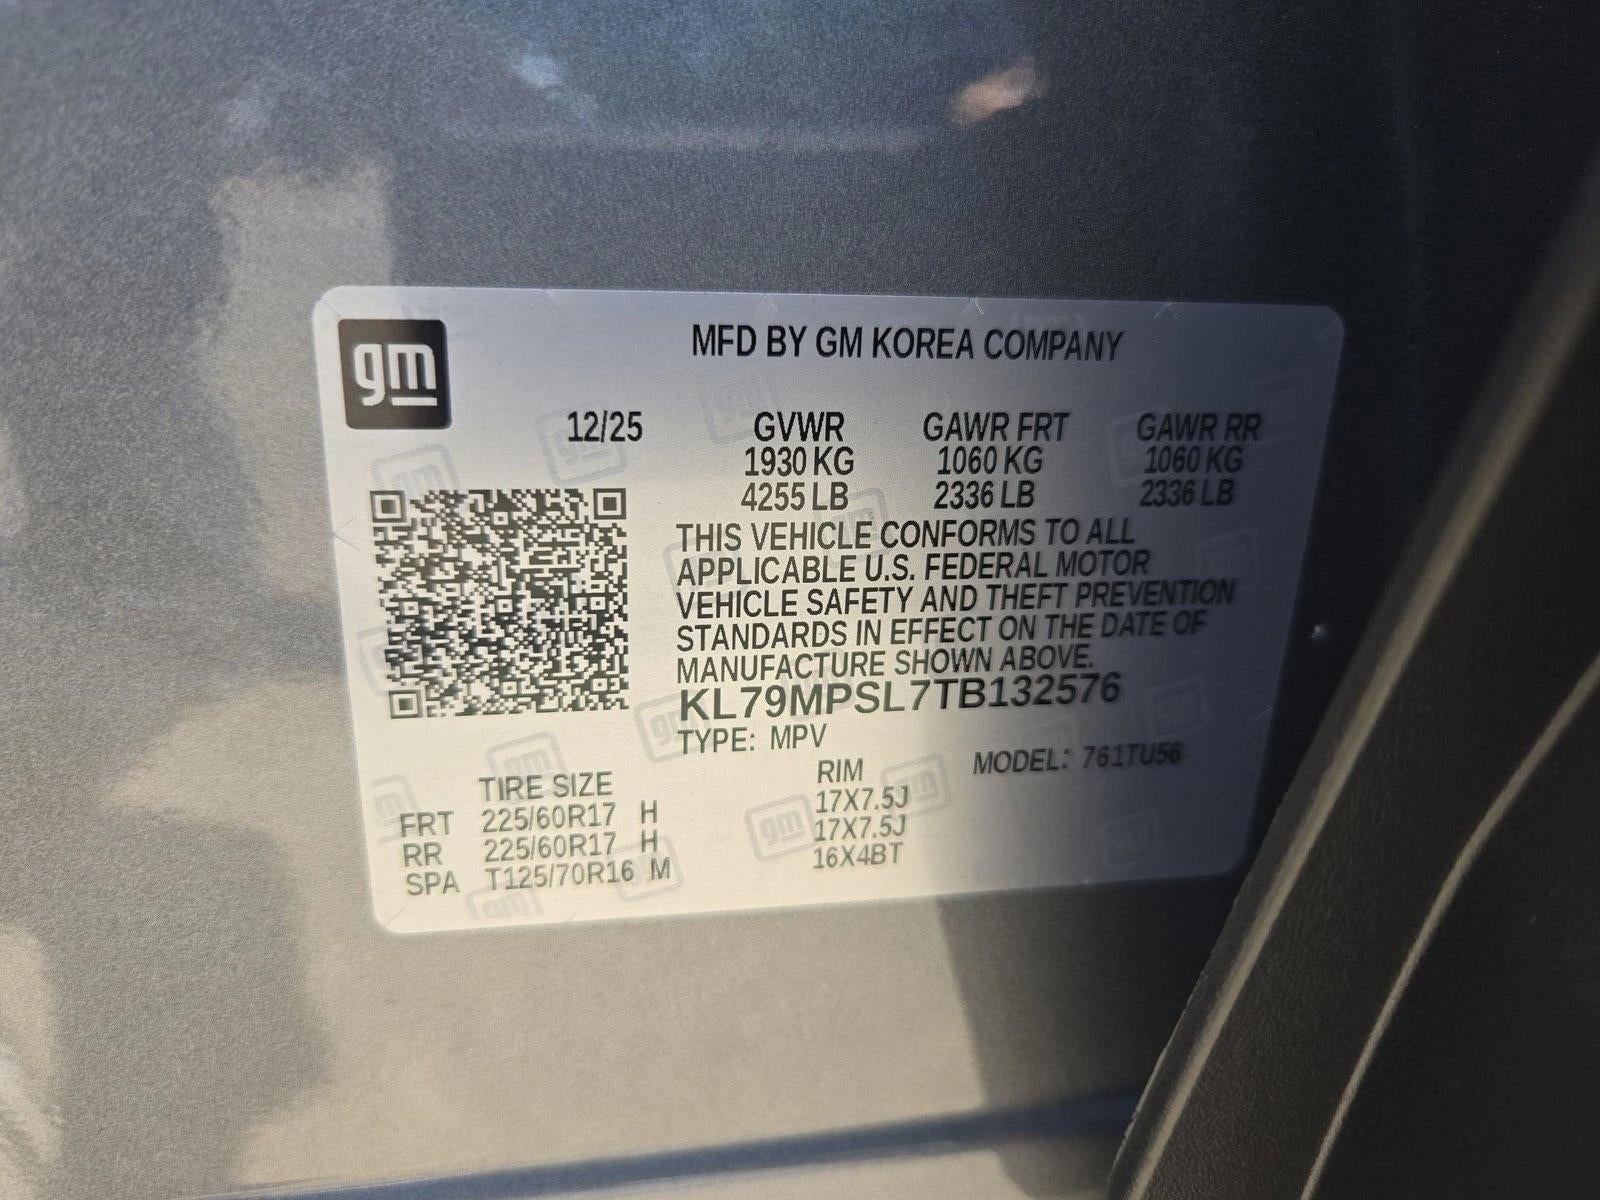 gm
MFD BY GM KOREA COMPANY
12/25 GVWR GAWR FRT GAWR RR
1930 KG 1060 KG 1060 KG
4255 LB 2336 LB 2336 LB
THIS VEHICLE CONFORMS TO ALL
APPLICABLE U.S. FEDERAL MOTOR
VEHICLE SAFETY AND THEFT PREVENTION
STANDARDS IN EFFECT ON THE DATE OF
MANUFACTURE SHOWN ABOVE.
KL79MPSL7TB132576
TYPE: MPV MODEL: 761TU56
TIRE SIZE RIM
FRT 225/60R17 H 17X7.5J
RR 225/60R17 H 17X7.5J
SPA T125/70R16 M 16X4BT